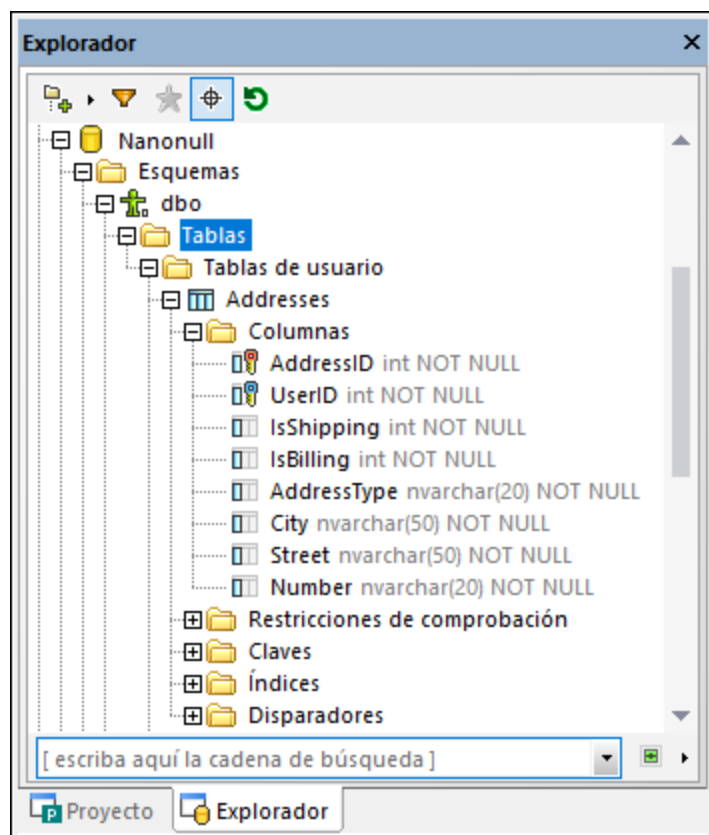 Explorador
Nanonull
Esquemas
dbo
Tablas
Tablas de usuario
Addresses
Columnas
AddressID int NOT NULL
UserID int NOT NULL
IsShipping int NOT NULL
IsBilling int NOT NULL
AddressType nvarchar(20) NOT NULL
City nvarchar(50) NOT NULL
Street nvarchar(50) NOT NULL
Number nvarchar(20) NOT NULL
Restricciones de comprobación
Claves
Índices
Disparadores
[ escriba aquí la cadena de búsqueda ]
Proyecto Explorador